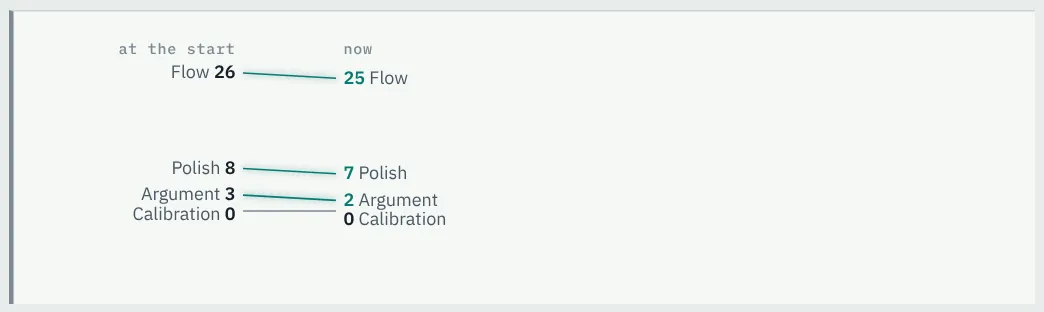 at the start now
Flow 26 25 Flow
Polish 8 7 Polish
Argument 3 2 Argument
Calibration 0 0 Calibration